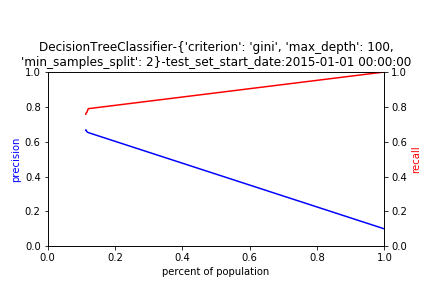 DecisionTreeClassifier-{'criterion': 'gini', 'max_depth': 100,
'min_samples_split': 2}-test_set_start_date:2015-01-01 00:00:00
1.0
0.8
0.6
0.4
0.2
0.0
precision
1.0
0.8
0.6
0.4
0.2
0.0
recall
0.0 0.2 0.4 0.6 0.8 1.0
percent of population